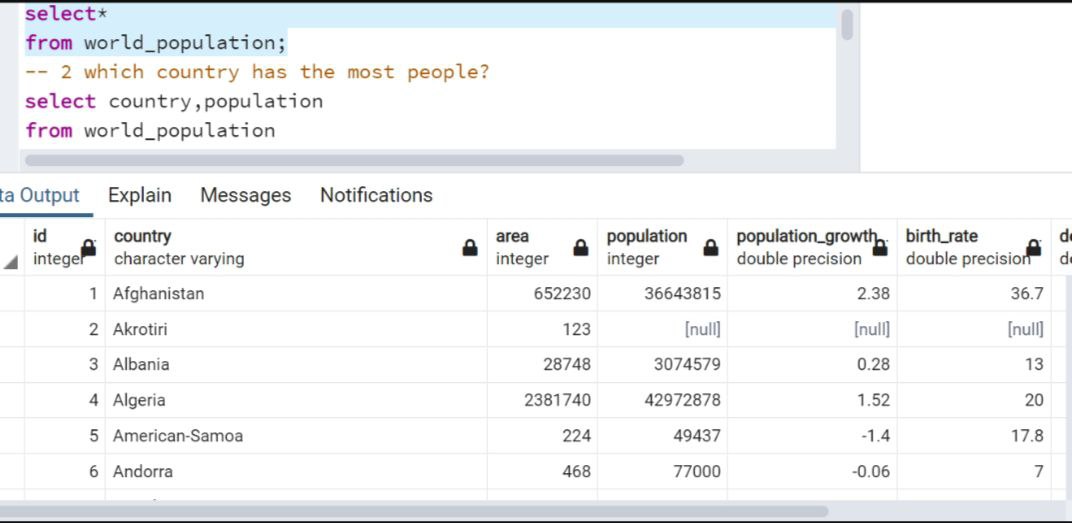 select*
from world_population;
-- 2 which country has the most people?
select country,population
from world_population
ta Output Explain Messages Notifications
id country area population population_growth birth_rate de
integer character varying integer integer double precision double precision do
1 Afghanistan 652230 36643815 2.38 36.7
2 Akrotiri 123 [null] [null] [null]
3 Albania 28748 3074579 0.28 13
4 Algeria 2381740 42972878 1.52 20
5 American-Samoa 224 49437 -1.4 17.8
6 Andorra 468 77000 -0.06 7